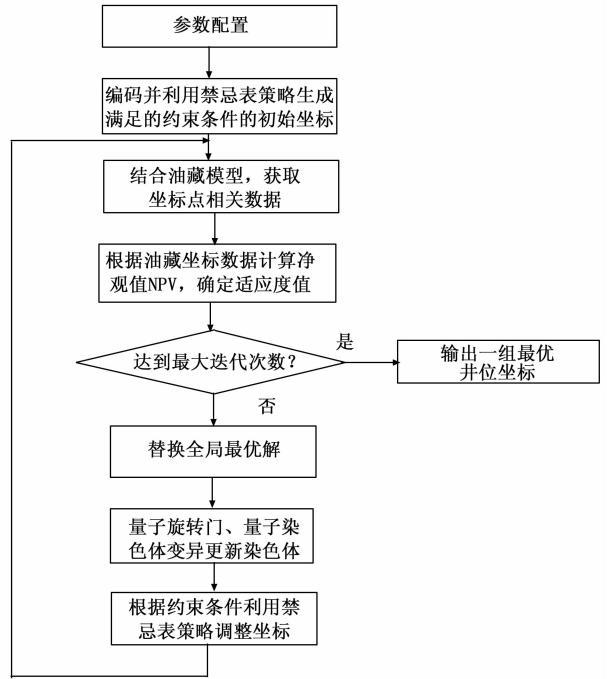 参数配置
编码并利用禁忌表策略生成
满足的约束条件的初始坐标
结合油藏模型，获取
坐标点相关数据
根据油藏坐标数据计算净
观值NPV，确定适应度值
达到最大迭代次数？
是
输出一组最优
井位坐标
否
替换全局最优解
量子旋转门、量子染
色体变异更新染色体
根据约束条件利用禁
忌表策略调整坐标